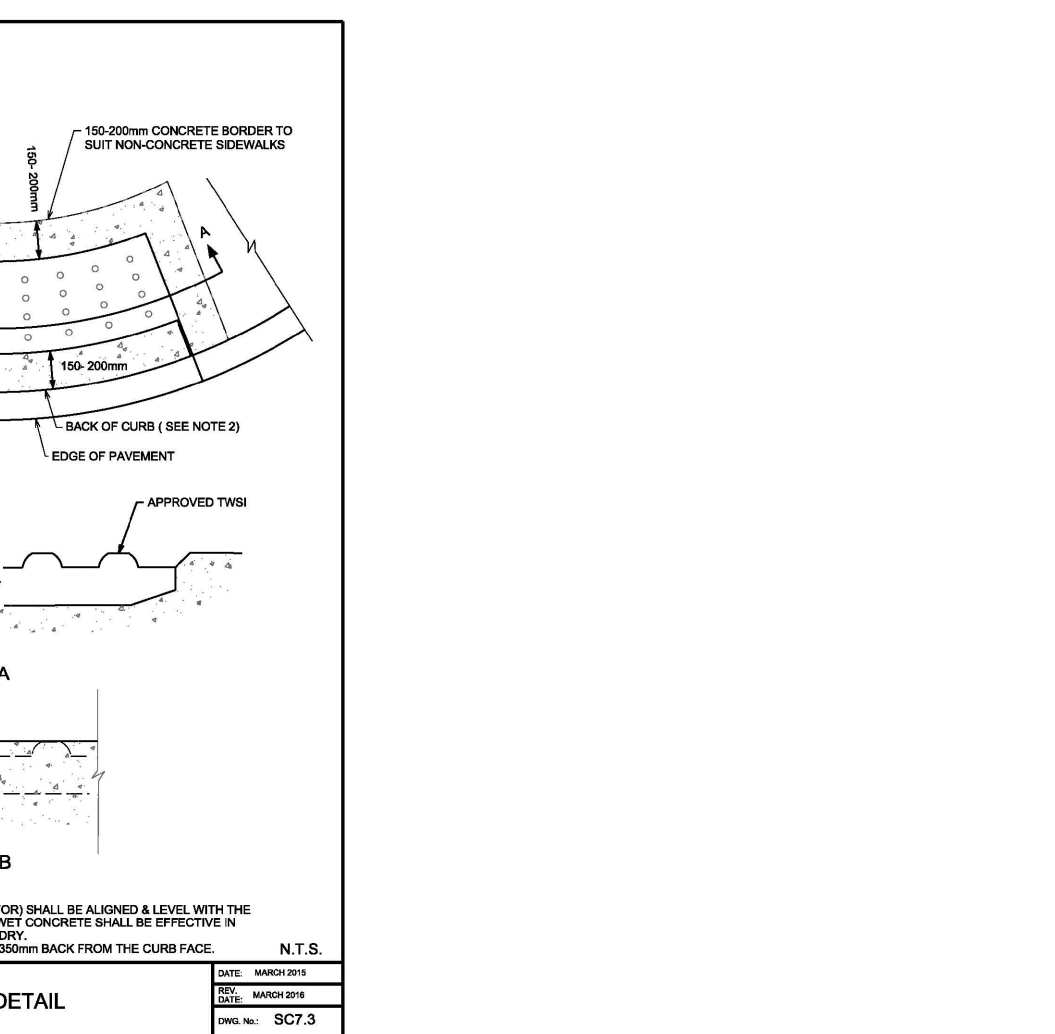 150-200mm CONCRETE BORDER TO
SUIT NON-CONCRETE SIDEWALKS
150- 200mm
A
150- 200mm
BACK OF CURB ( SEE NOTE 2)
EDGE OF PAVEMENT
APPROVED TWSI
A
B
TOR) SHALL BE ALIGNED & LEVEL WITH THE
WET CONCRETE SHALL BE EFFECTIVE IN
DRY.
350mm BACK FROM THE CURB FACE.
N.T.S.
DATE: MARCH 2015
DETAIL
REV. DATE: MARCH 2016
DWG. No.: SC7.3